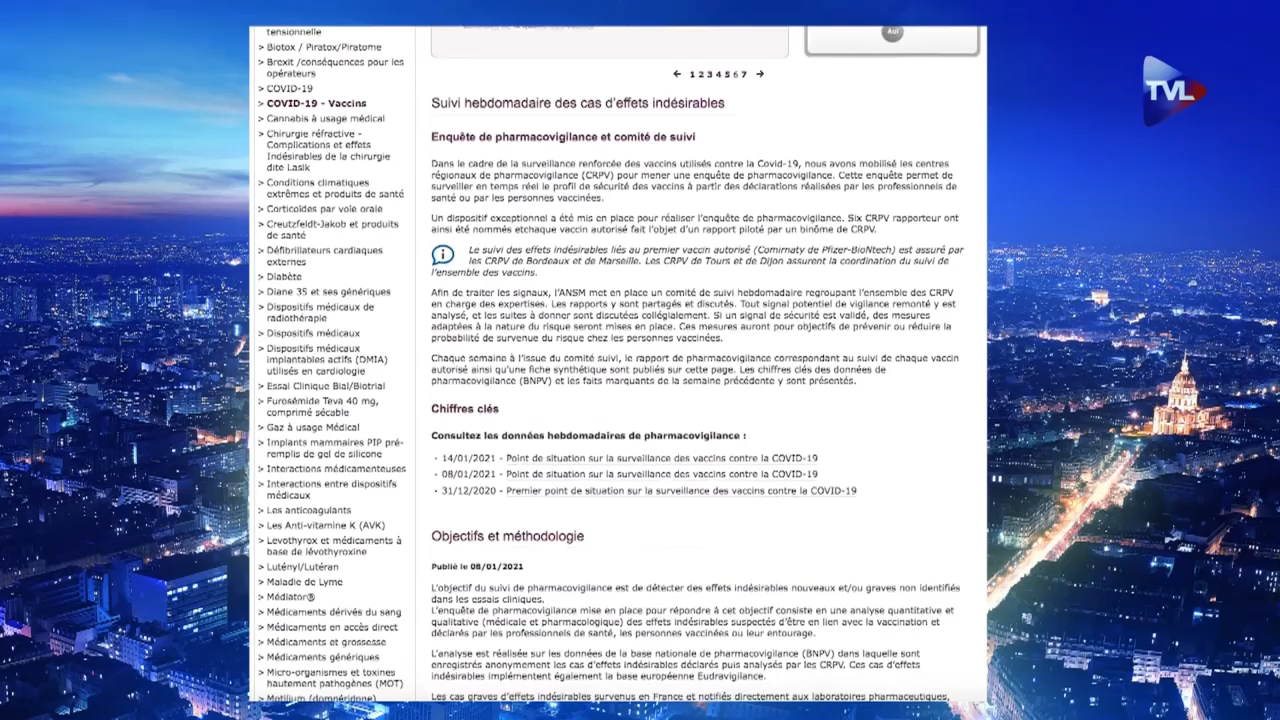 tensionnelle
> Biotox / Piratox/Piratome
> Brexit /conséquences pour les
opérateurs
> COVID-19
> COVID-19 - Vaccins
> Cannabis à usage médical
> Chirurgie réfractive -
Complications et effets
Indésirables de la chirurgie
dite Lasik
> Conditions climatiques
extrêmes et produits de santé
> Corticoïdes par voie orale
> Creutzfeldt-Jakob et produits
de santé
> Défibrillateurs cardiaques
externes
> Diabète
> Diane 35 et ses génériques
> Dispositifs médicaux de
radiothérapie
> Dispositifs médicaux
> Dispositifs médicaux
implantables actifs (DMIA)
utilisés en cardiologie
> Essai Clinique Bial/Biotrial
> Furosémide Teva 40 mg,
comprimé sécable
> Gaz à usage Médical
> Implants mammaires PIP pré-
remplis de gel de silicone
> Interactions médicamenteuses
> Interactions entre dispositifs
médicaux
> Les anticoagulants
> Les Anti-vitamine K (AVK)
> Levothyrox et médicaments à
base de lévothyroxine
> Lutényl/Lutéran
> Maladie de Lyme
> Médiator®
> Médicaments dérivés du sang
> Médicaments en accès direct
> Médicaments et grossesse
> Médicaments génériques
> Micro-organismes et toxines
hautement pathogènes (MOT)
> Motilium (dompéridone)
Aoî
← 1 2 3 4 5 6 7 →
Suivi hebdomadaire des cas d'effets indésirables
Enquête de pharmacovigilance et comité de suivi
Dans le cadre de la surveillance renforcée des vaccins utilisés contre la Covid-19, nous avons mobilisé les centres
régionaux de pharmacovigilance (CRPV) pour mener une enquête de pharmacovigilance. Cette enquête permet de
surveiller en temps réel le profil de sécurité des vaccins à partir des déclarations réalisées par les professionnels de
santé ou par les personnes vaccinées.
Un dispositif exceptionnel a été mis en place pour réaliser l'enquête de pharmacovigilance. Six CRPV rapporteur ont
ainsi été nommés etchaque vaccin autorisé fait l'objet d'un rapport piloté par un binôme de CRPV.
Le suivi des effets indésirables liés au premier vaccin autorisé (Comirnaty de Pfizer-BioNtech) est assuré par
les CRPV de Bordeaux et de Marseille. Les CRPV de Tours et de Dijon assurent la coordination du suivi de
l'ensemble des vaccins.
Afin de traiter les signaux, l'ANSM met en place un comité de suivi hebdomadaire regroupant l'ensemble des CRPV
en charge des expertises. Les rapports y sont partagés et discutés. Tout signal potentiel de vigilance remonté y est
analysé, et les suites à donner sont discutées collégialement. Si un signal de sécurité est validé, des mesures
adaptées à la nature du risque seront mises en place. Ces mesures auront pour objectifs de prévenir ou réduire la
probabilité de survenue du risque chez les personnes vaccinées.
Chaque semaine à l'issue du comité suivi, le rapport de pharmacovigilance correspondant au suivi de chaque vaccin
autorisé ainsi qu'une fiche synthétique sont publiés sur cette page. Les chiffres clés des données de
pharmacovigilance (BNPV) et les faits marquants de la semaine précédente y sont présentés.
Chiffres clés
Consultez les données hebdomadaires de pharmacovigilance :
· 14/01/2021 - Point de situation sur la surveillance des vaccins contre la COVID-19
· 08/01/2021 - Point de situation sur la surveillance des vaccins contre la COVID-19
· 31/12/2020 - Premier point de situation sur la surveillance des vaccins contre la COVID-19
Objectifs et méthodologie
Publié le 08/01/2021
L'objectif du suivi de pharmacovigilance est de détecter des effets indésirables nouveaux et/ou graves non identifiés
dans les essais cliniques.
L'enquête de pharmacovigilance mise en place pour répondre à cet objectif consiste en une analyse quantitative et
qualitative (médicale et pharmacologique) des effets indésirables suspectés d'être en lien avec la vaccination et
déclarés par les professionnels de santé, les personnes vaccinées ou leur entourage.
L'analyse est réalisée sur les données de la base nationale de pharmacovigilance (BNPV) dans laquelle sont
enregistrés anonymement les cas d'effets indésirables déclarés puis analysés par les CRPV. Ces cas d'effets
indésirables implémentent également la base européenne Eudravigilance.
Les cas graves d'effets indésirables survenus en France et notifiés directement aux laboratoires pharmaceutiques,
TVL